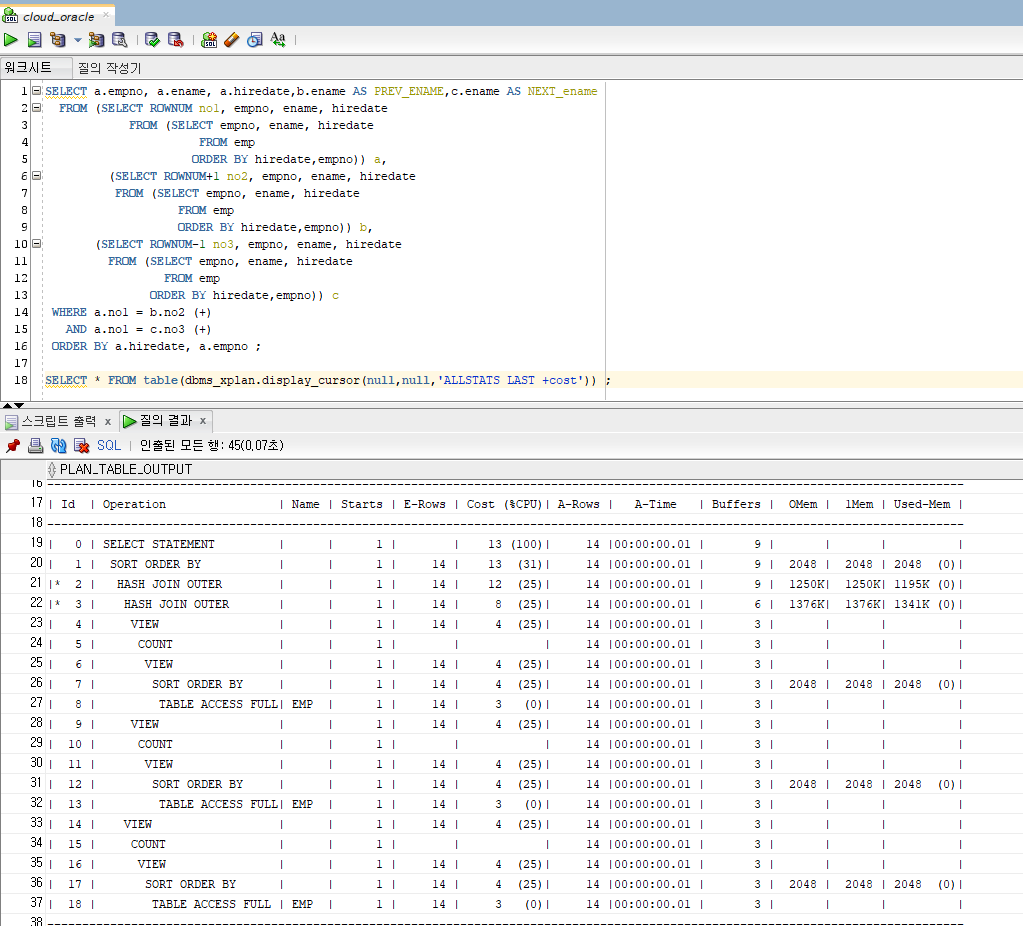 cloud_oracle
워크시트 질의 작성기
1 SELECT a.empno, a.ename, a.hiredate,b.ename AS PREV_ENAME,c.ename AS NEXT_ename
2 FROM (SELECT ROWNUM no1, empno, ename, hiredate
3 FROM (SELECT empno, ename, hiredate
4 FROM emp
5 ORDER BY hiredate,empno)) a,
6 (SELECT ROWNUM+1 no2, empno, ename, hiredate
7 FROM (SELECT empno, ename, hiredate
8 FROM emp
9 ORDER BY hiredate,empno)) b,
10 (SELECT ROWNUM-1 no3, empno, ename, hiredate
11 FROM (SELECT empno, ename, hiredate
12 FROM emp
13 ORDER BY hiredate,empno)) c
14 WHERE a.no1 = b.no2 (+)
15 AND a.no1 = c.no3 (+)
16 ORDER BY a.hiredate, a.empno ;
17
18 SELECT * FROM table(dbms_xplan.display_cursor(null,null,'ALLSTATS LAST +cost')) ;
스크립트 출력 x 질의 결과 x
SQL | 인출된 모든 행: 45(0,07초)
PLAN_TABLE_OUTPUT
16 ----------------------------------------------------------------------------------
17 | Id | Operation | Name | Starts | E-Rows | Cost (%CPU)| A-Rows | A-Time | Buffers | OMem | 1Mem | Used-Mem |
18 ----------------------------------------------------------------------------------
19 | 0 | SELECT STATEMENT | | 1 | | 13 (100)| 14 |00:00:00.01 | 9 | | | |
20 | 1 | SORT ORDER BY | | 1 | 14 | 13 (31)| 14 |00:00:00.01 | 9 | 2048 | 2048 | 2048 (0)|
21 |* 2 | HASH JOIN OUTER | | 1 | 14 | 12 (25)| 14 |00:00:00.01 | 9 | 1250K| 1250K| 1195K (0)|
22 |* 3 | HASH JOIN OUTER | | 1 | 14 | 8 (25)| 14 |00:00:00.01 | 6 | 1376K| 1376K| 1341K (0)|
23 | 4 | VIEW | | 1 | 14 | 4 (25)| 14 |00:00:00.01 | 3 | | | |
24 | 5 | COUNT | | 1 | | | 14 |00:00:00.01 | 3 | | | |
25 | 6 | VIEW | | 1 | 14 | 4 (25)| 14 |00:00:00.01 | 3 | | | |
26 | 7 | SORT ORDER BY | | 1 | 14 | 4 (25)| 14 |00:00:00.01 | 3 | 2048 | 2048 | 2048 (0)|
27 | 8 | TABLE ACCESS FULL| EMP | 1 | 14 | 3 (0)| 14 |00:00:00.01 | 3 | | | |
28 | 9 | VIEW | | 1 | 14 | 4 (25)| 14 |00:00:00.01 | 3 | | | |
29 | 10 | COUNT | | 1 | | | 14 |00:00:00.01 | 3 | | | |
30 | 11 | VIEW | | 1 | 14 | 4 (25)| 14 |00:00:00.01 | 3 | | | |
31 | 12 | SORT ORDER BY | | 1 | 14 | 4 (25)| 14 |00:00:00.01 | 3 | 2048 | 2048 | 2048 (0)|
32 | 13 | TABLE ACCESS FULL| EMP | 1 | 14 | 3 (0)| 14 |00:00:00.01 | 3 | | | |
33 | 14 | VIEW | | 1 | 14 | 4 (25)| 14 |00:00:00.01 | 3 | | | |
34 | 15 | COUNT | | 1 | | | 14 |00:00:00.01 | 3 | | | |
35 | 16 | VIEW | | 1 | 14 | 4 (25)| 14 |00:00:00.01 | 3 | | | |
36 | 17 | SORT ORDER BY | | 1 | 14 | 4 (25)| 14 |00:00:00.01 | 3 | 2048 | 2048 | 2048 (0)|
37 | 18 | TABLE ACCESS FULL | EMP | 1 | 14 | 3 (0)| 14 |00:00:00.01 | 3 | | | |
38 ----------------------------------------------------------------------------------